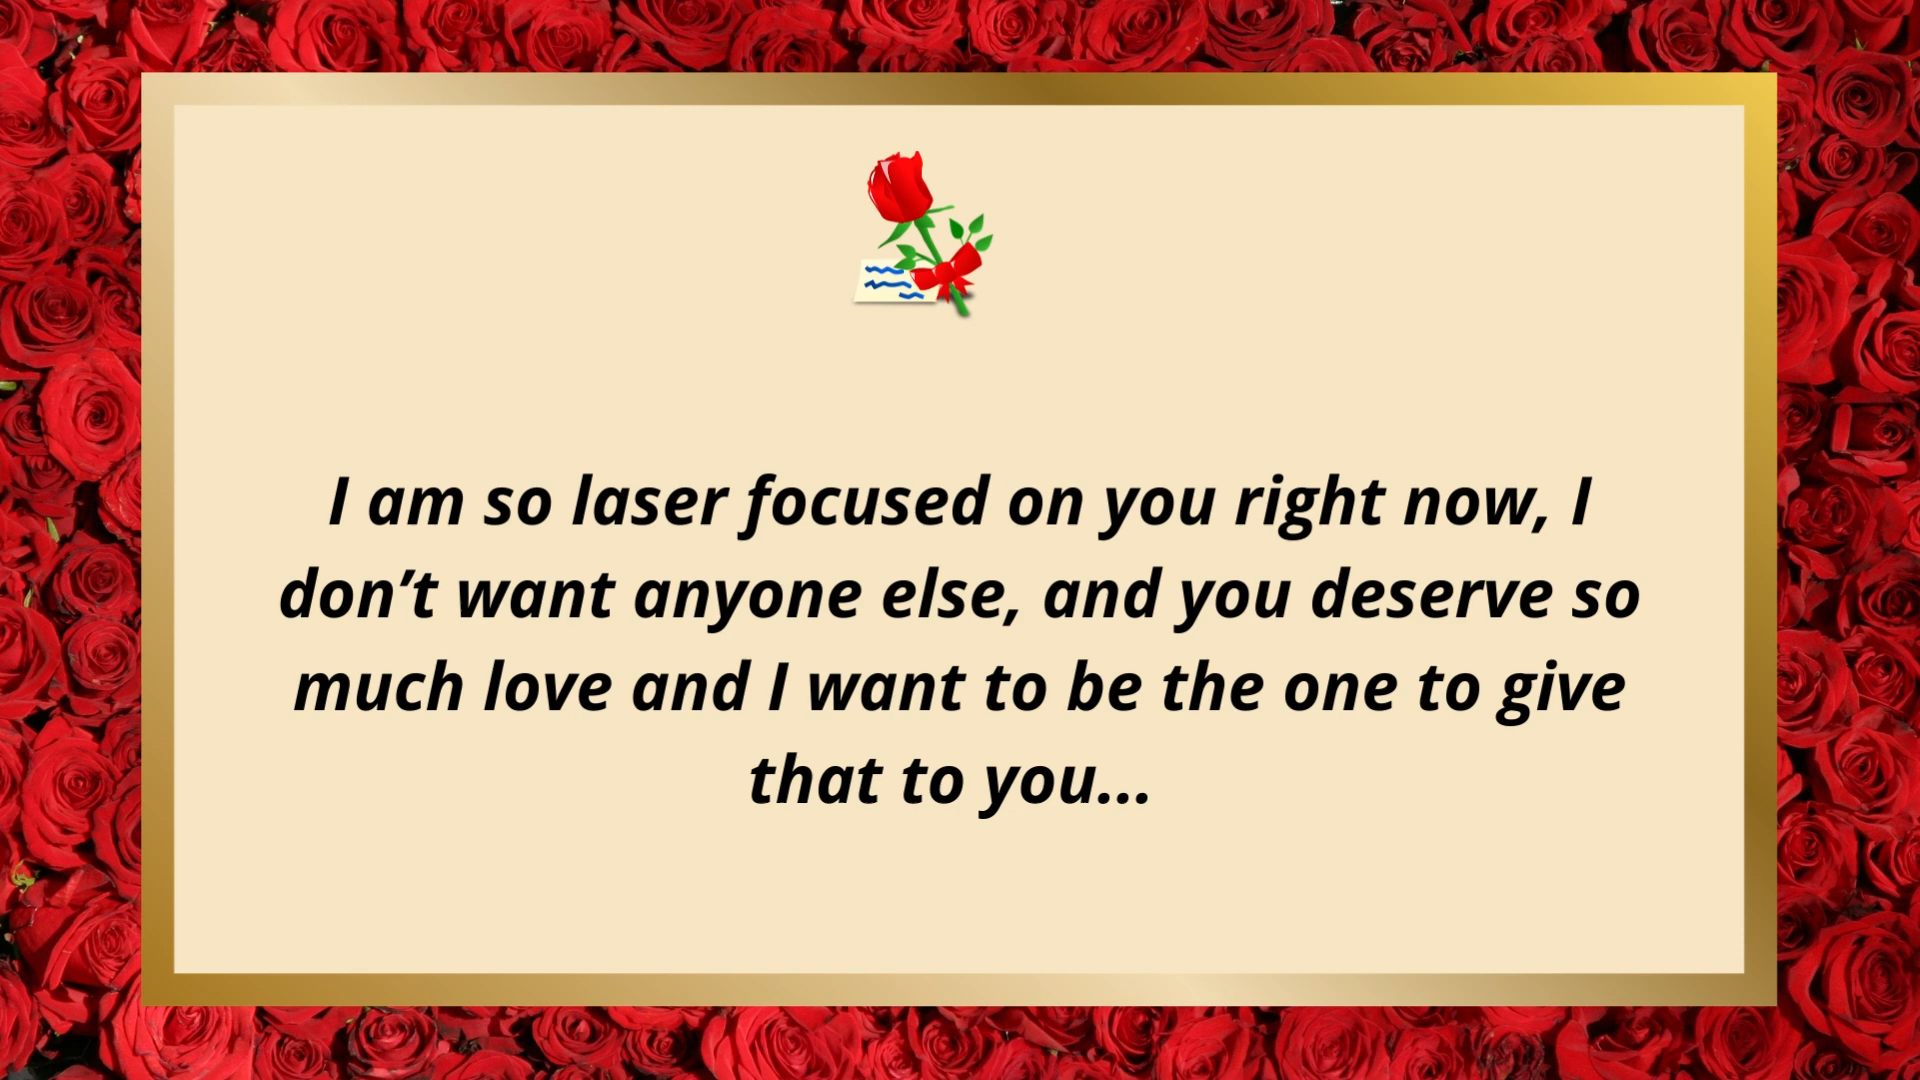 I am so laser focused on you right now, I
don’t want anyone else, and you deserve so
much love and I want to be the one to give
that to you...